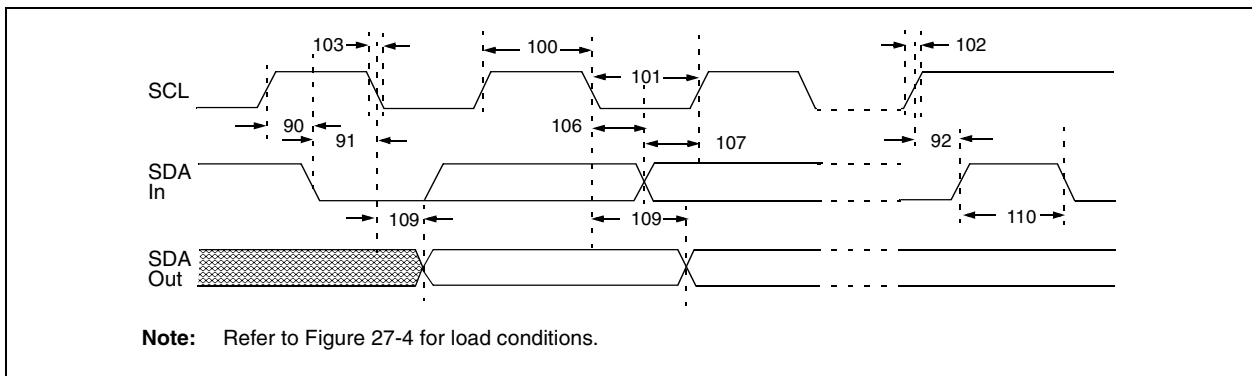 103 100 102
SCL 101
90 106 107
91 92
SDA
In
109 109 110
SDA
Out
Note: Refer to Figure 27-4 for load conditions.